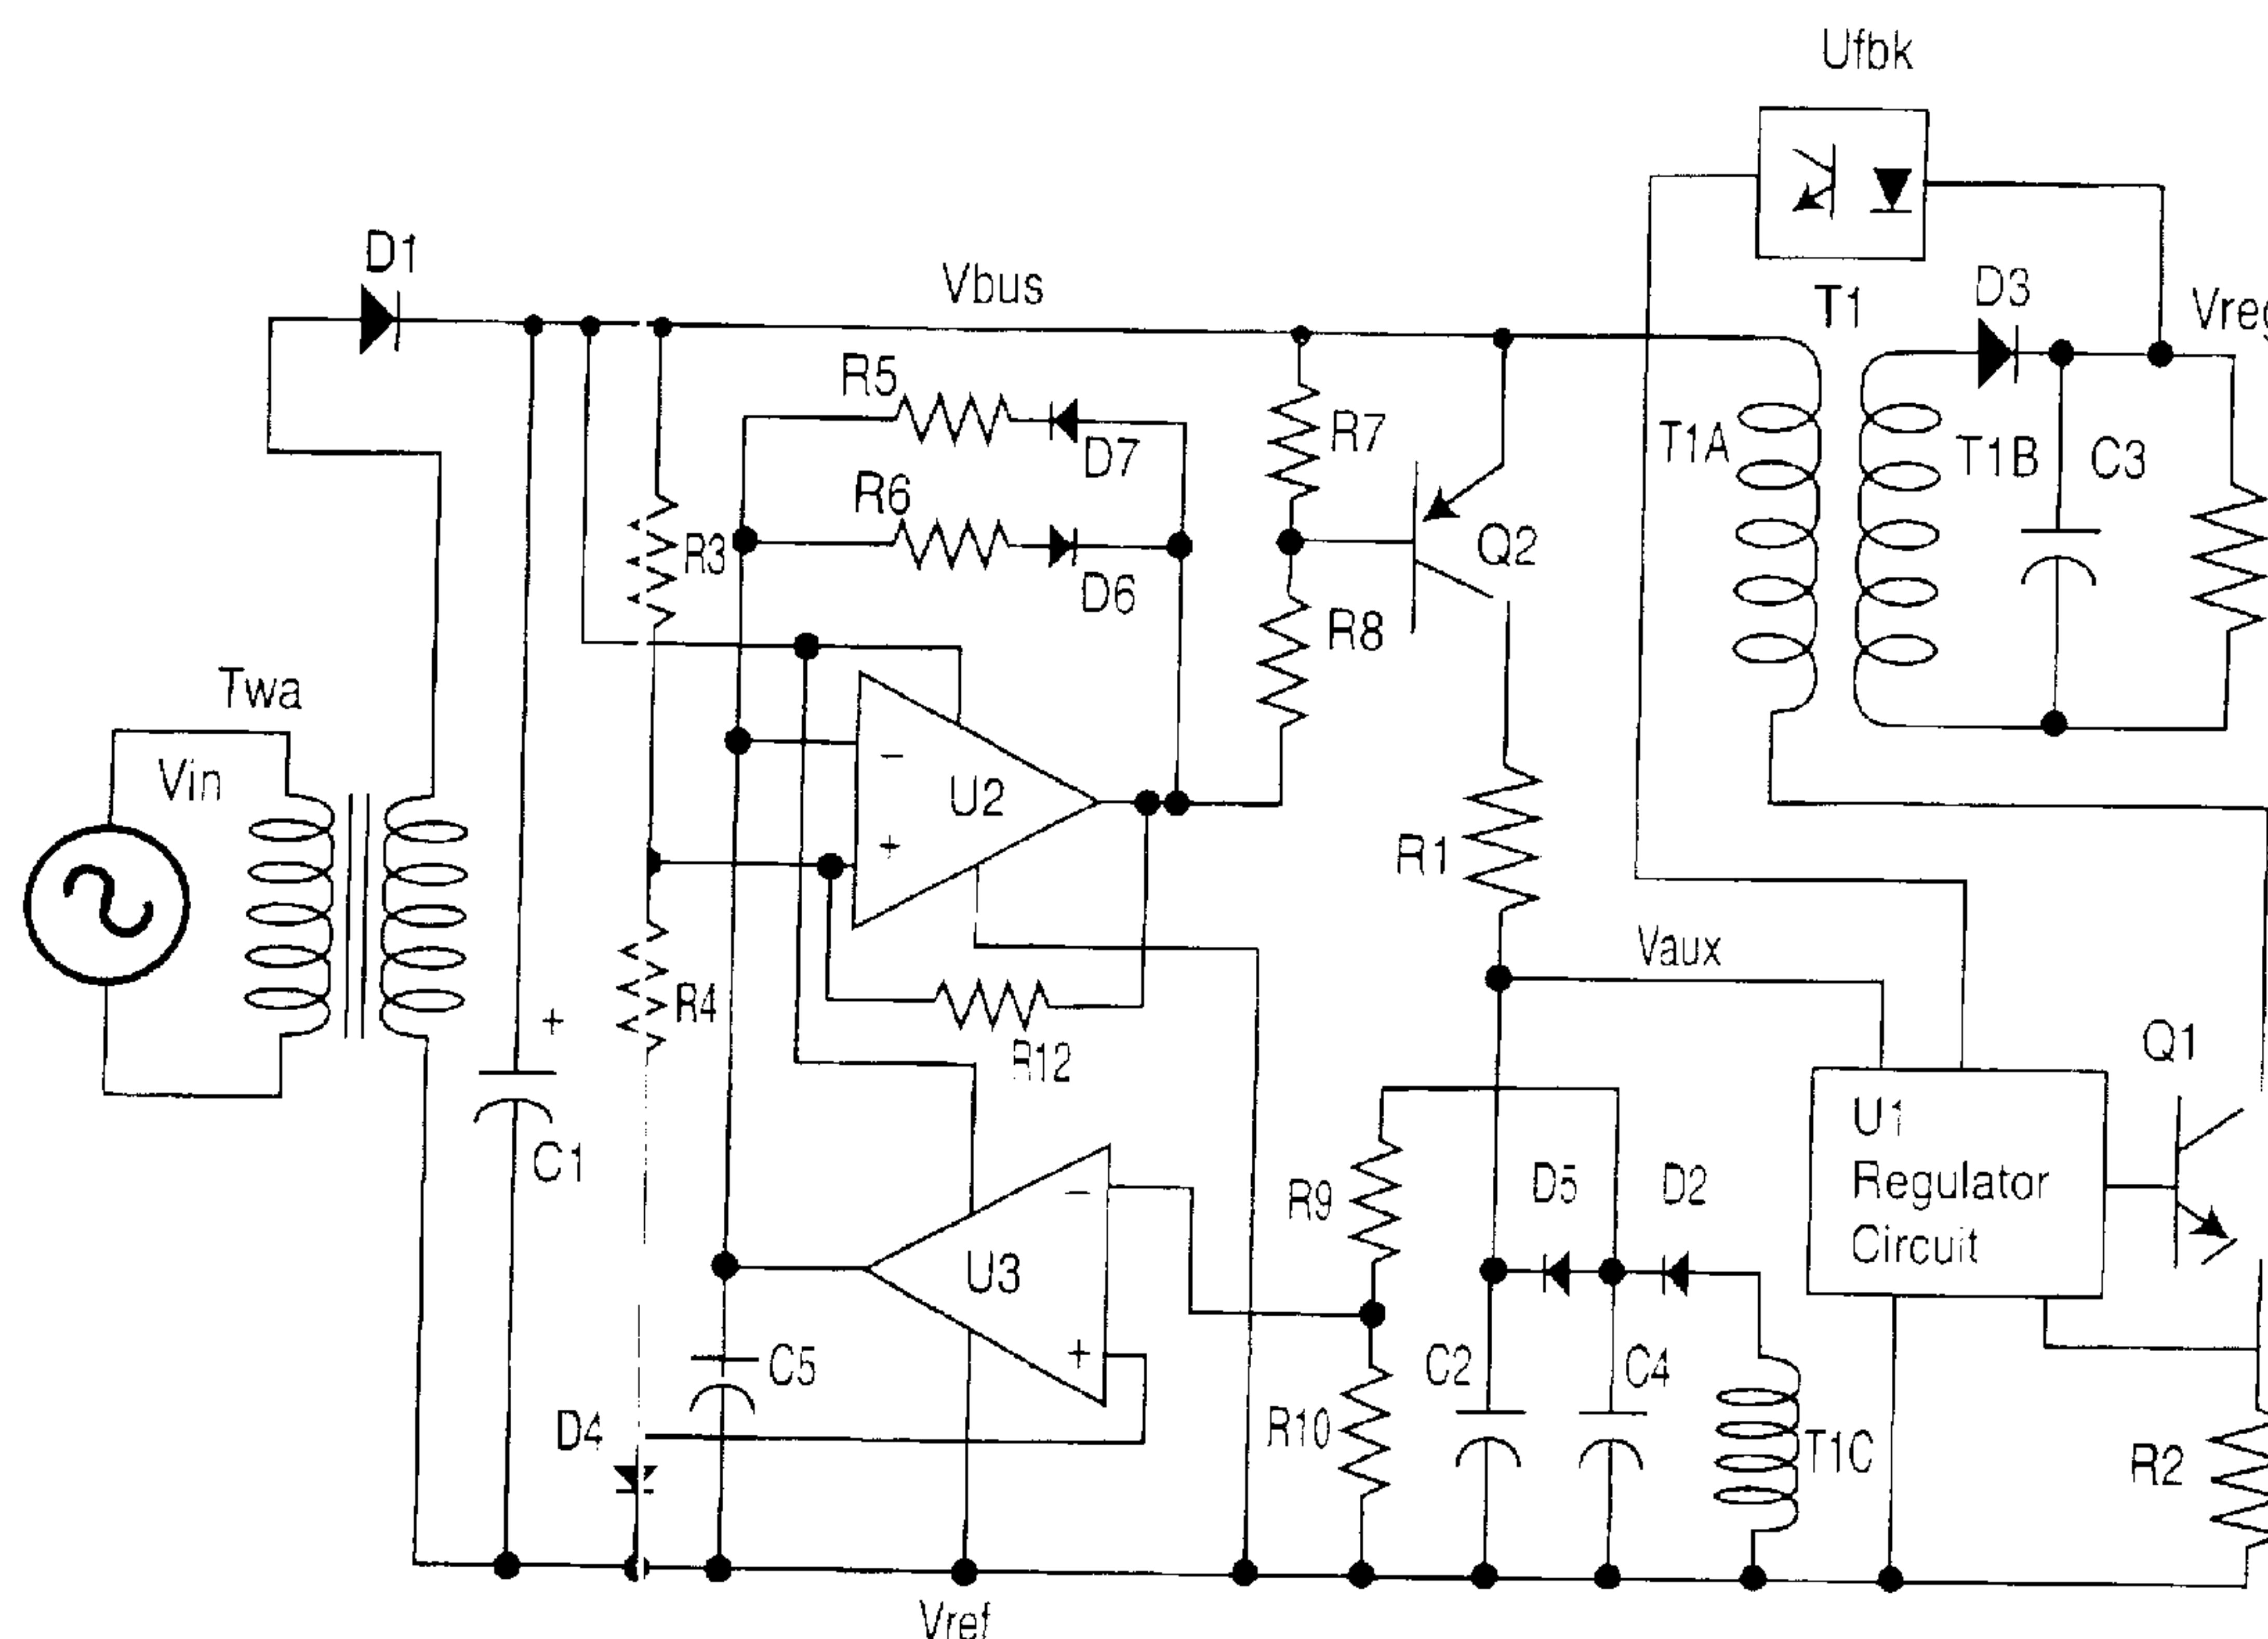 Ufbk
D1
Vbus
T1
D3
R5
R7
D7
T1A
T1B
C3
R6
R3
Q2
D6
R8
Twa
Vin
−
U2
+
R1
Vaux
R4
+
R12
Q1
C1
U1
Regulator
Circuit
−
R9
D5
D2
U3
+
C5
C2
C4
D4
R10
T1C
R2
Vref